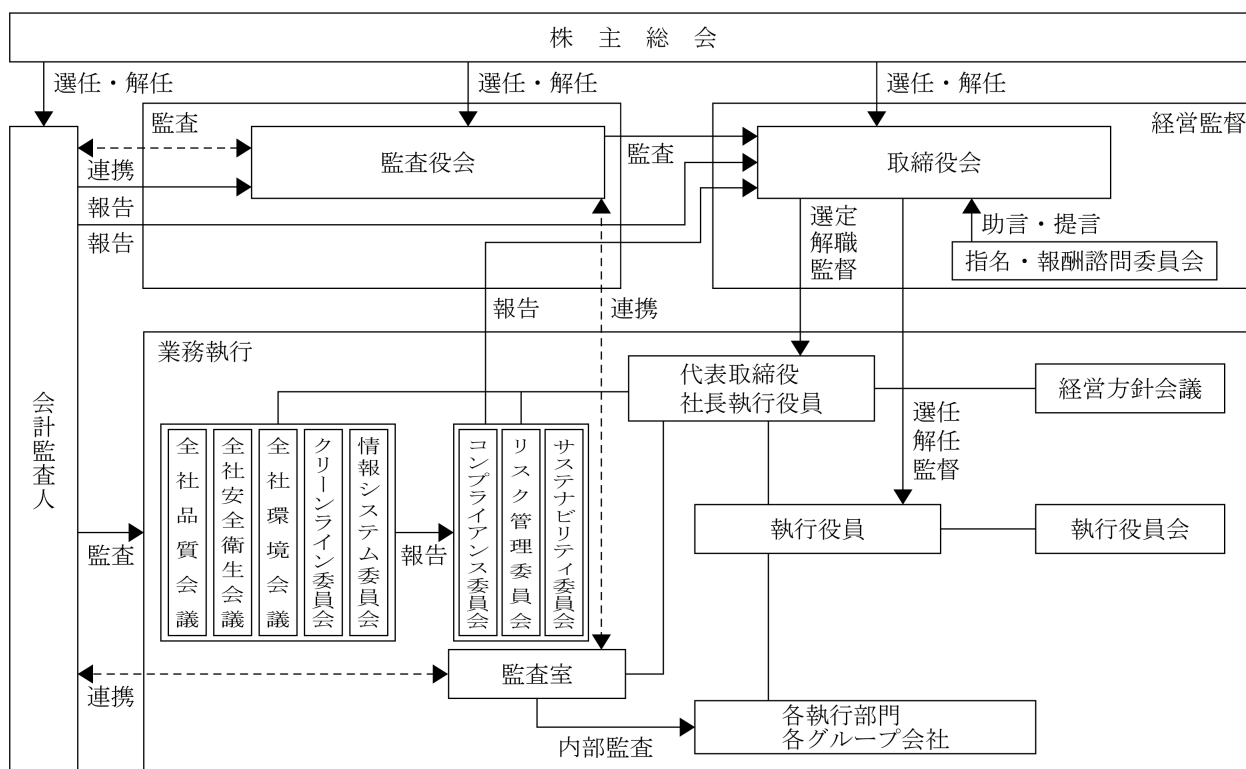 株 主 総 会
選任・解任
選任・解任
選任・解任
監査
経営監督
監査役会
監査
取締役会
連携
報告
報告
選定
解職
監督
助言・提言
指名・報酬諮問委員会
報告
連携
業務執行
代表取締役
社長執行役員
経営方針会議
会計監査人
選任
解任
監督
全社品質会議
全社安全衛生会議
全社環境会議
クリーンライン委員会
情報システム委員会
コンプライアンス委員会
リスク管理委員会
サステナビリティ委員会
監査
報告
執行役員
執行役員会
監査室
連携
内部監査
各執行部門
各グループ会社